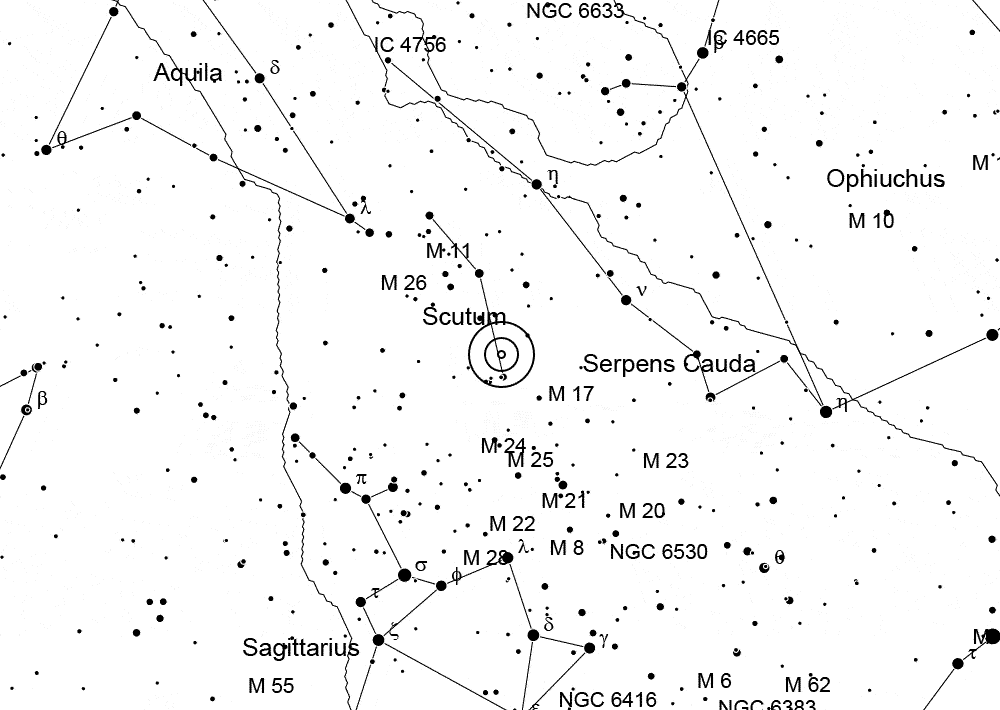 NGC 6633
IC 4756
IC 4665
β
Aquila
δ
θ
η
Ophiuchus
M 10
λ
M 11
M 26
ν
Scutum
Serpens Cauda
M 17
β
η
M 24
M 25
M 23
π
M 21
M 20
M 22
λ
M 8
NGC 6530
M 28
θ
σ
φ
τ
ζ
δ
γ
Sagittarius
τ
M 55
M 6
M 62
NGC 6416
NGC 6383
ε